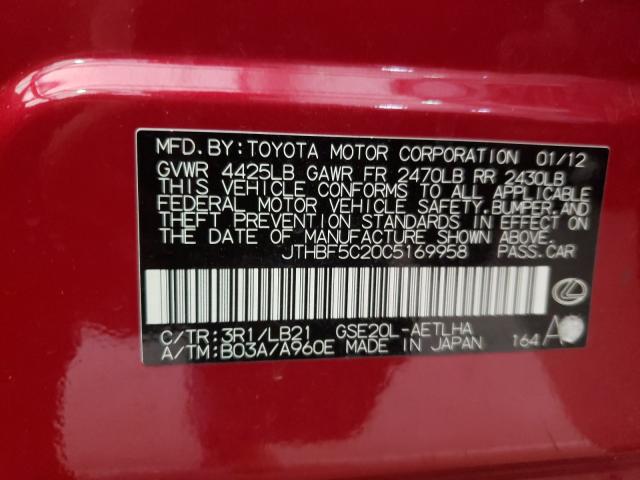 MFD. BY: TOYOTA MOTOR CORPORATION 01/12
GVWR 4425LB GAWR FR 2470LB RR 2430LB
THIS VEHICLE CONFORMS TO ALL APPLICABLE
FEDERAL MOTOR VEHICLE SAFETY, BUMPER, AND
THEFT PREVENTION STANDARDS IN EFFECT ON
THE DATE OF MANUFACTURE SHOWN ABOVE.
JTHBF5C20C5169958 PASS. CAR
C/TR: 3R1/LB21 GSE20L-AETLHA
A/TM: B03A/A960E MADE IN JAPAN 164